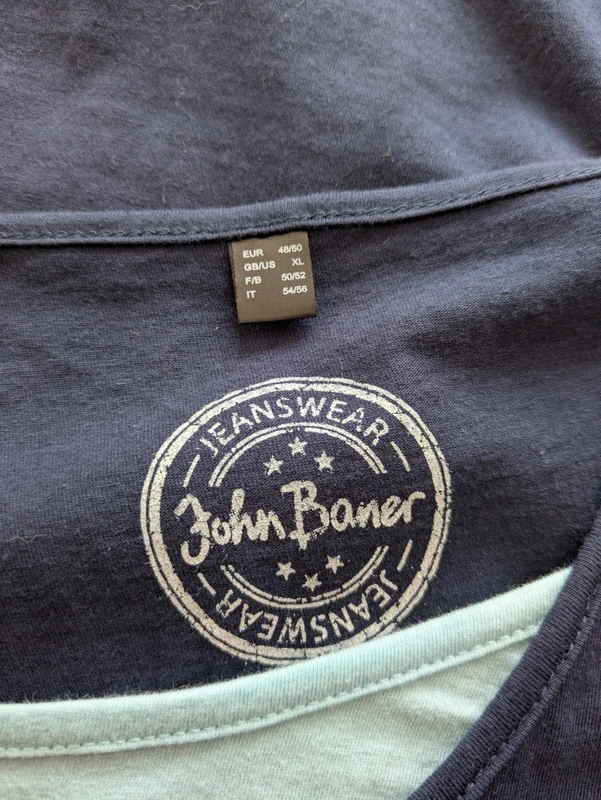 EUR 48/50
GB/US XL
F/B 50/52
IT 54/56
JEANSWEAR
John Baner
JEANSWEAR